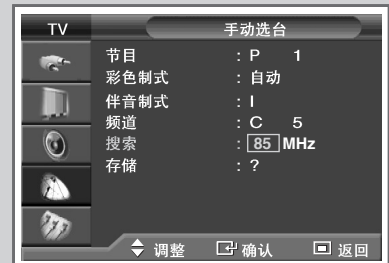 TV 手动选台
节目 : P 1
彩色制式 : 自动
伴音制式 : I
频道 : C 5
搜索 : 85 MHz
存储 : ?
调整 确认 返回